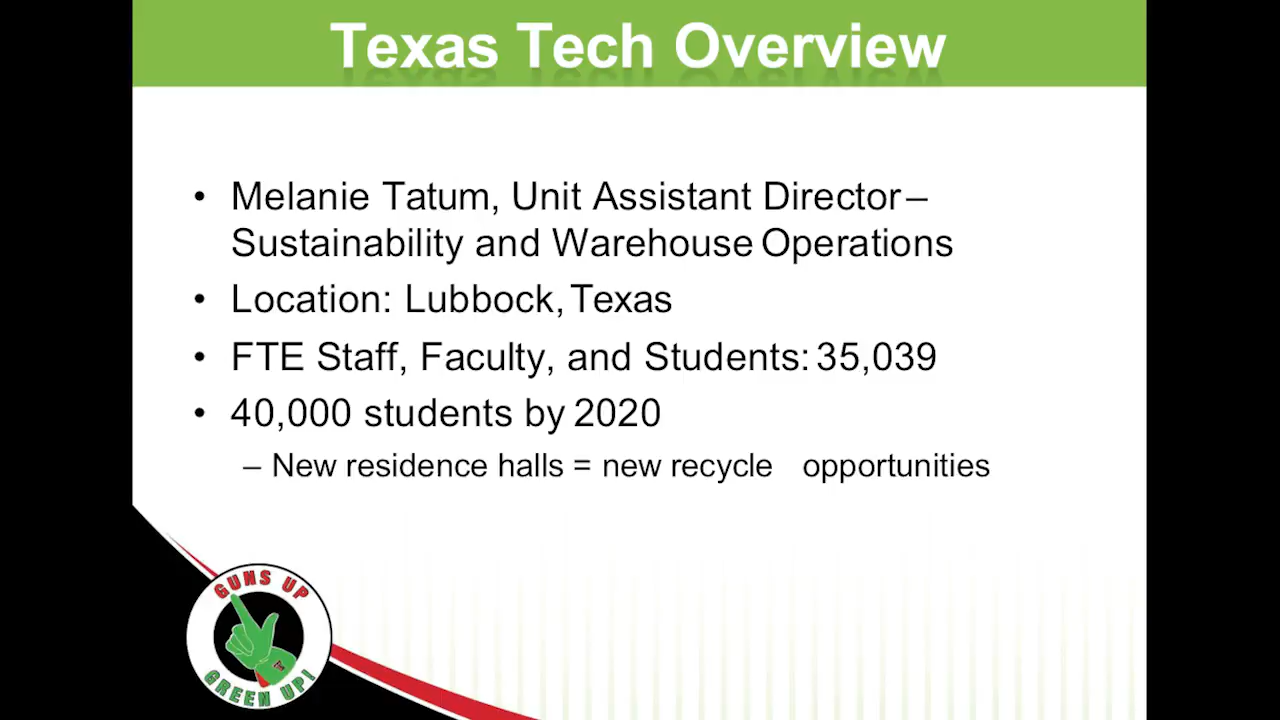 Texas Tech Overview
• Melanie Tatum, Unit Assistant Director –
Sustainability and Warehouse Operations
• Location: Lubbock, Texas
• FTE Staff, Faculty, and Students: 35,039
• 40,000 students by 2020
– New residence halls = new recycle opportunities
GUNS UP
GREEN UP!